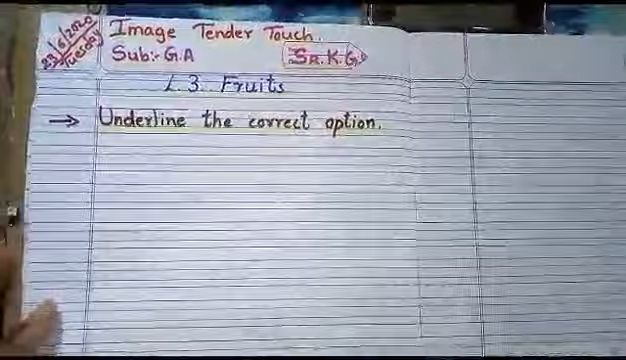 23/6/2020
Tuesday
Image Tender Touch.
Sub:- G.A
SR.K.G
L.3. Fruits
→ Underline the correct option.